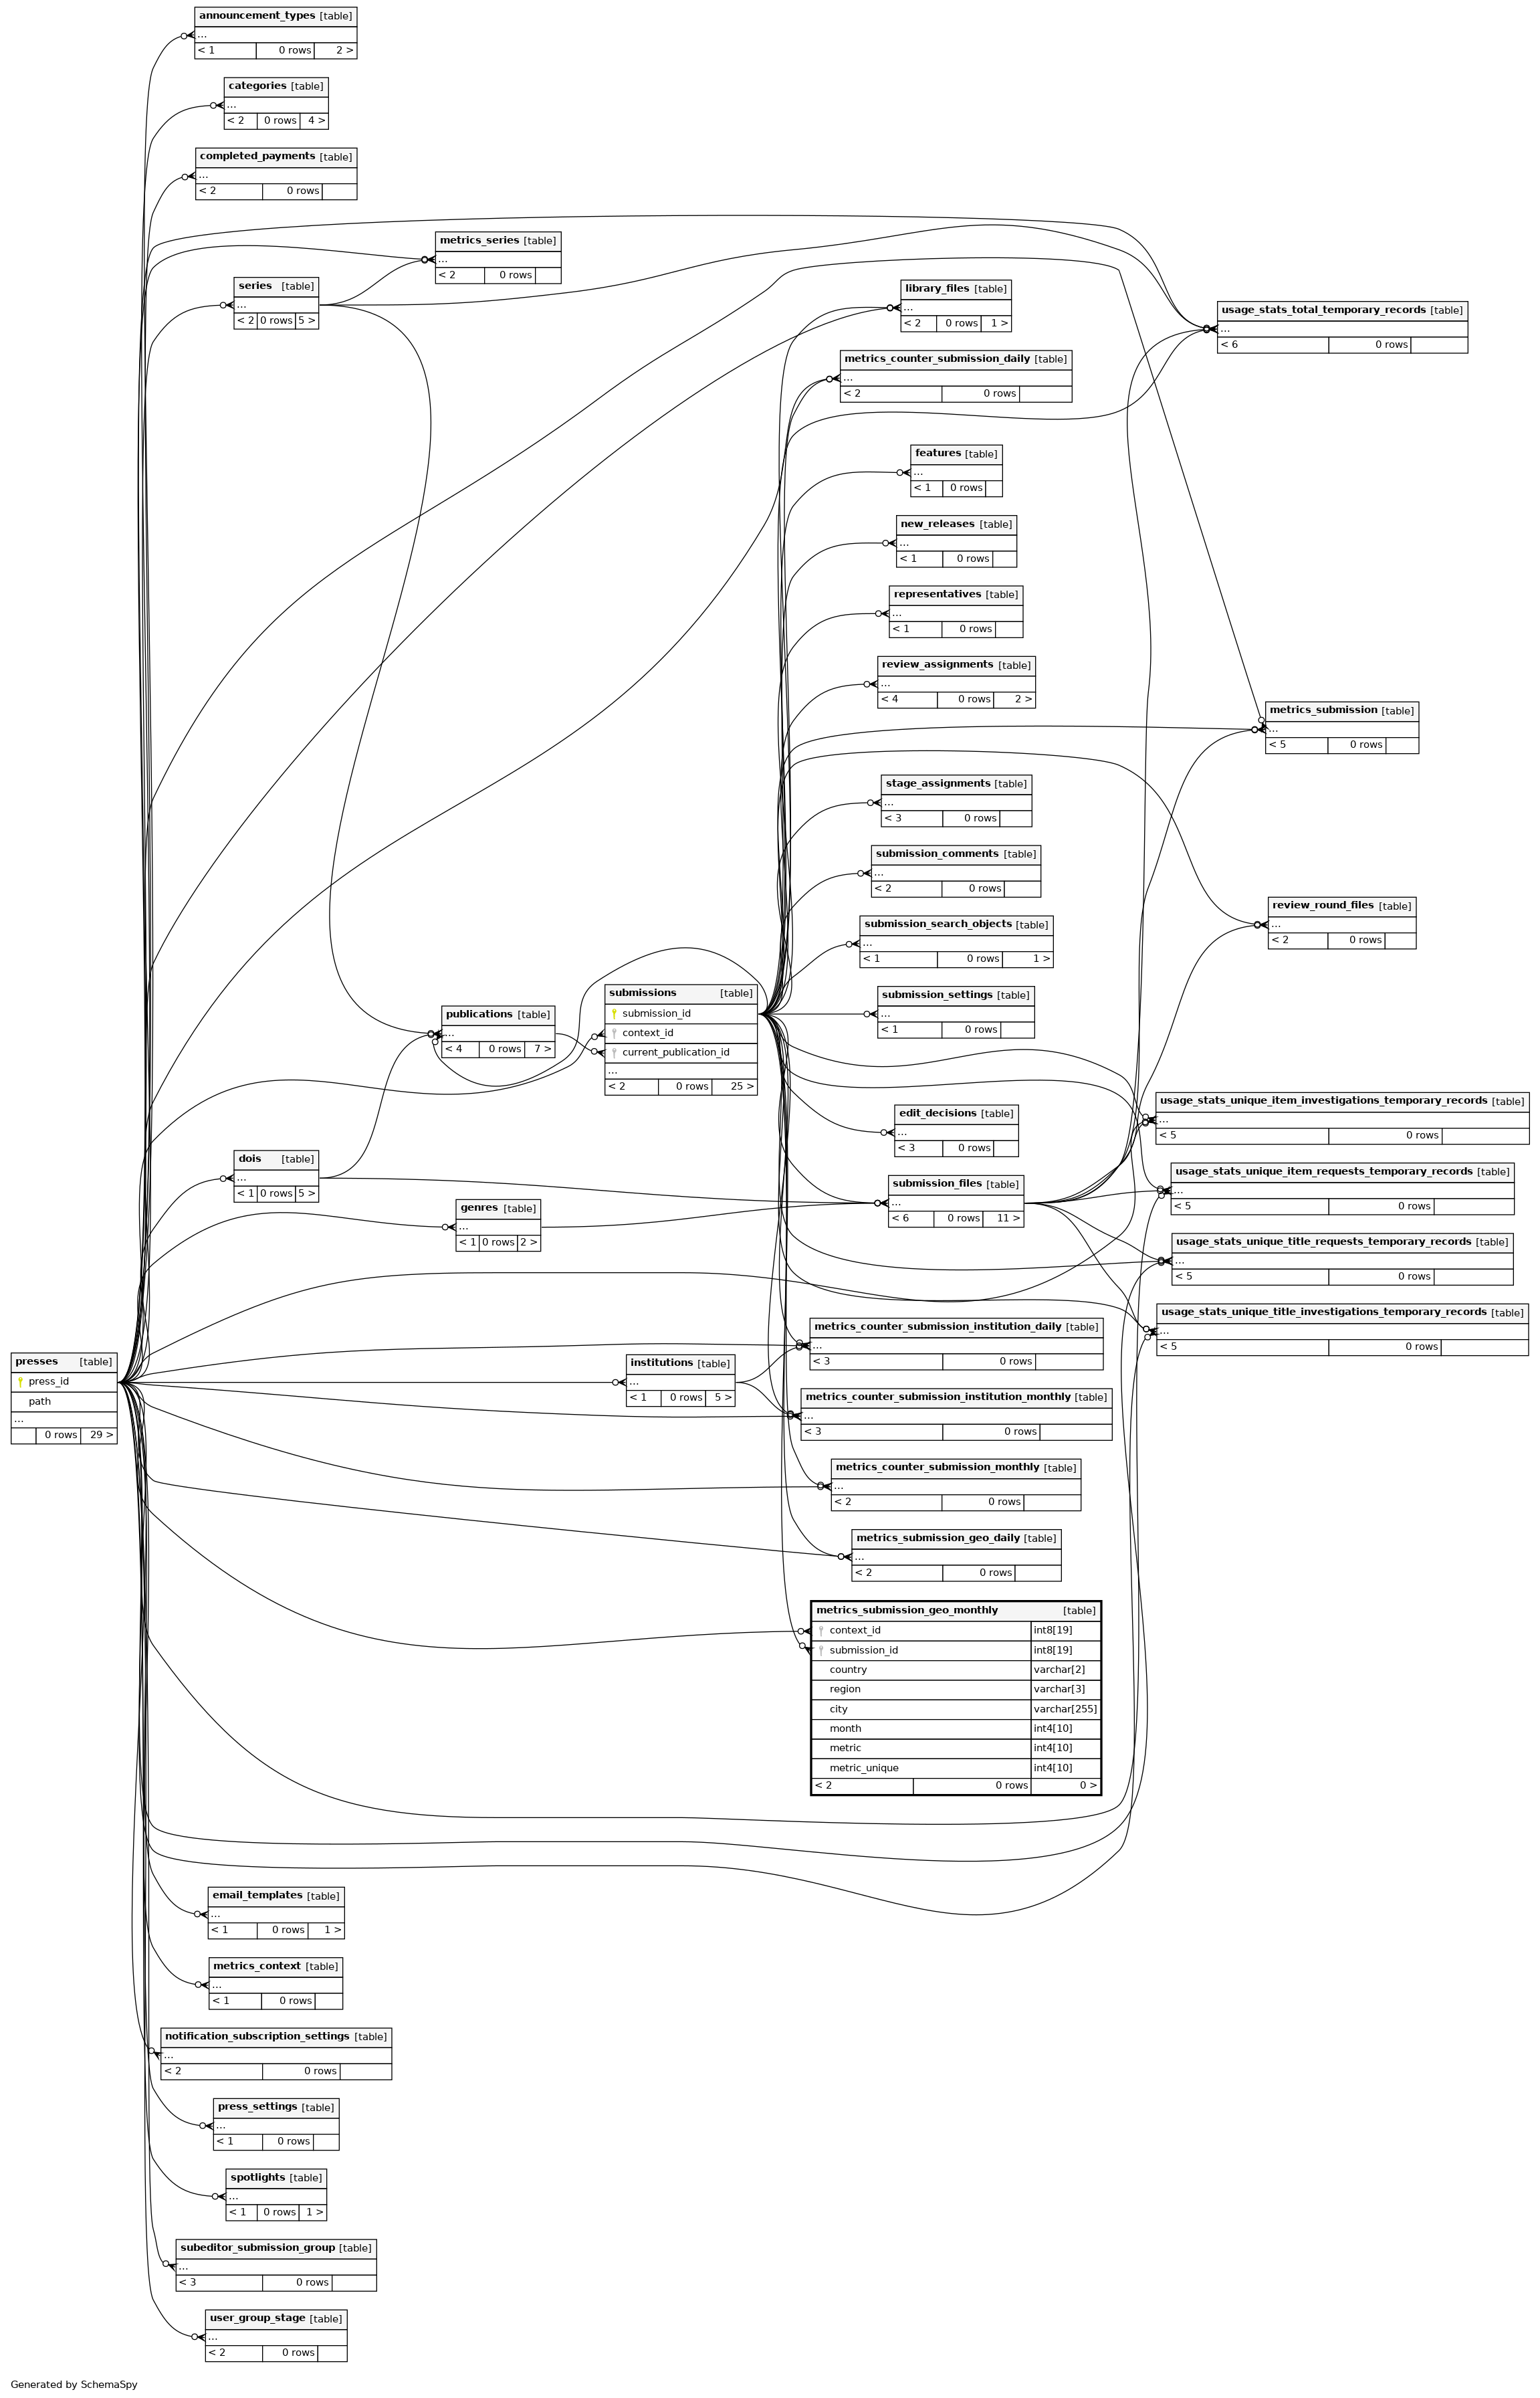 announcement_types [table]
...
< 1 0 rows 2 >
categories [table]
...
< 2 0 rows 4 >
completed_payments [table]
...
< 2 0 rows
metrics_series [table]
...
< 2 0 rows
series [table]
...
< 2 0 rows 5 >
library_files [table]
...
< 2 0 rows 1 >
usage_stats_total_temporary_records [table]
...
< 6 0 rows
metrics_counter_submission_daily [table]
...
< 2 0 rows
features [table]
...
< 1 0 rows
new_releases [table]
...
< 1 0 rows
representatives [table]
...
< 1 0 rows
review_assignments [table]
...
< 4 0 rows 2 >
metrics_submission [table]
...
< 5 0 rows
stage_assignments [table]
...
< 3 0 rows
submission_comments [table]
...
< 2 0 rows
review_round_files [table]
...
< 2 0 rows
submission_search_objects [table]
...
< 1 0 rows 1 >
submissions [table]
submission_id
context_id
current_publication_id
...
< 2 0 rows 25 >
submission_settings [table]
...
< 1 0 rows
publications [table]
...
< 4 0 rows 7 >
usage_stats_unique_item_investigations_temporary_records [table]
...
< 5 0 rows
edit_decisions [table]
...
< 3 0 rows
dois [table]
...
< 1 0 rows 5 >
usage_stats_unique_item_requests_temporary_records [table]
...
< 5 0 rows
submission_files [table]
...
< 6 0 rows 11 >
genres [table]
...
< 1 0 rows 2 >
usage_stats_unique_title_requests_temporary_records [table]
...
< 5 0 rows
usage_stats_unique_title_investigations_temporary_records [table]
...
< 5 0 rows
metrics_counter_submission_institution_daily [table]
...
< 3 0 rows
presses [table]
press_id
path
...
0 rows 29 >
institutions [table]
...
< 1 0 rows 5 >
metrics_counter_submission_institution_monthly [table]
...
< 3 0 rows
metrics_counter_submission_monthly [table]
...
< 2 0 rows
metrics_submission_geo_daily [table]
...
< 2 0 rows
metrics_submission_geo_monthly [table]
context_id int8[19]
submission_id int8[19]
country varchar[2]
region varchar[3]
city varchar[255]
month int4[10]
metric int4[10]
metric_unique int4[10]
< 2 0 rows 0 >
email_templates [table]
...
< 1 0 rows 1 >
metrics_context [table]
...
< 1 0 rows
notification_subscription_settings [table]
...
< 2 0 rows
press_settings [table]
...
< 1 0 rows
spotlights [table]
...
< 1 0 rows 1 >
subeditor_submission_group [table]
...
< 3 0 rows
user_group_stage [table]
...
< 2 0 rows
Generated by SchemaSpy